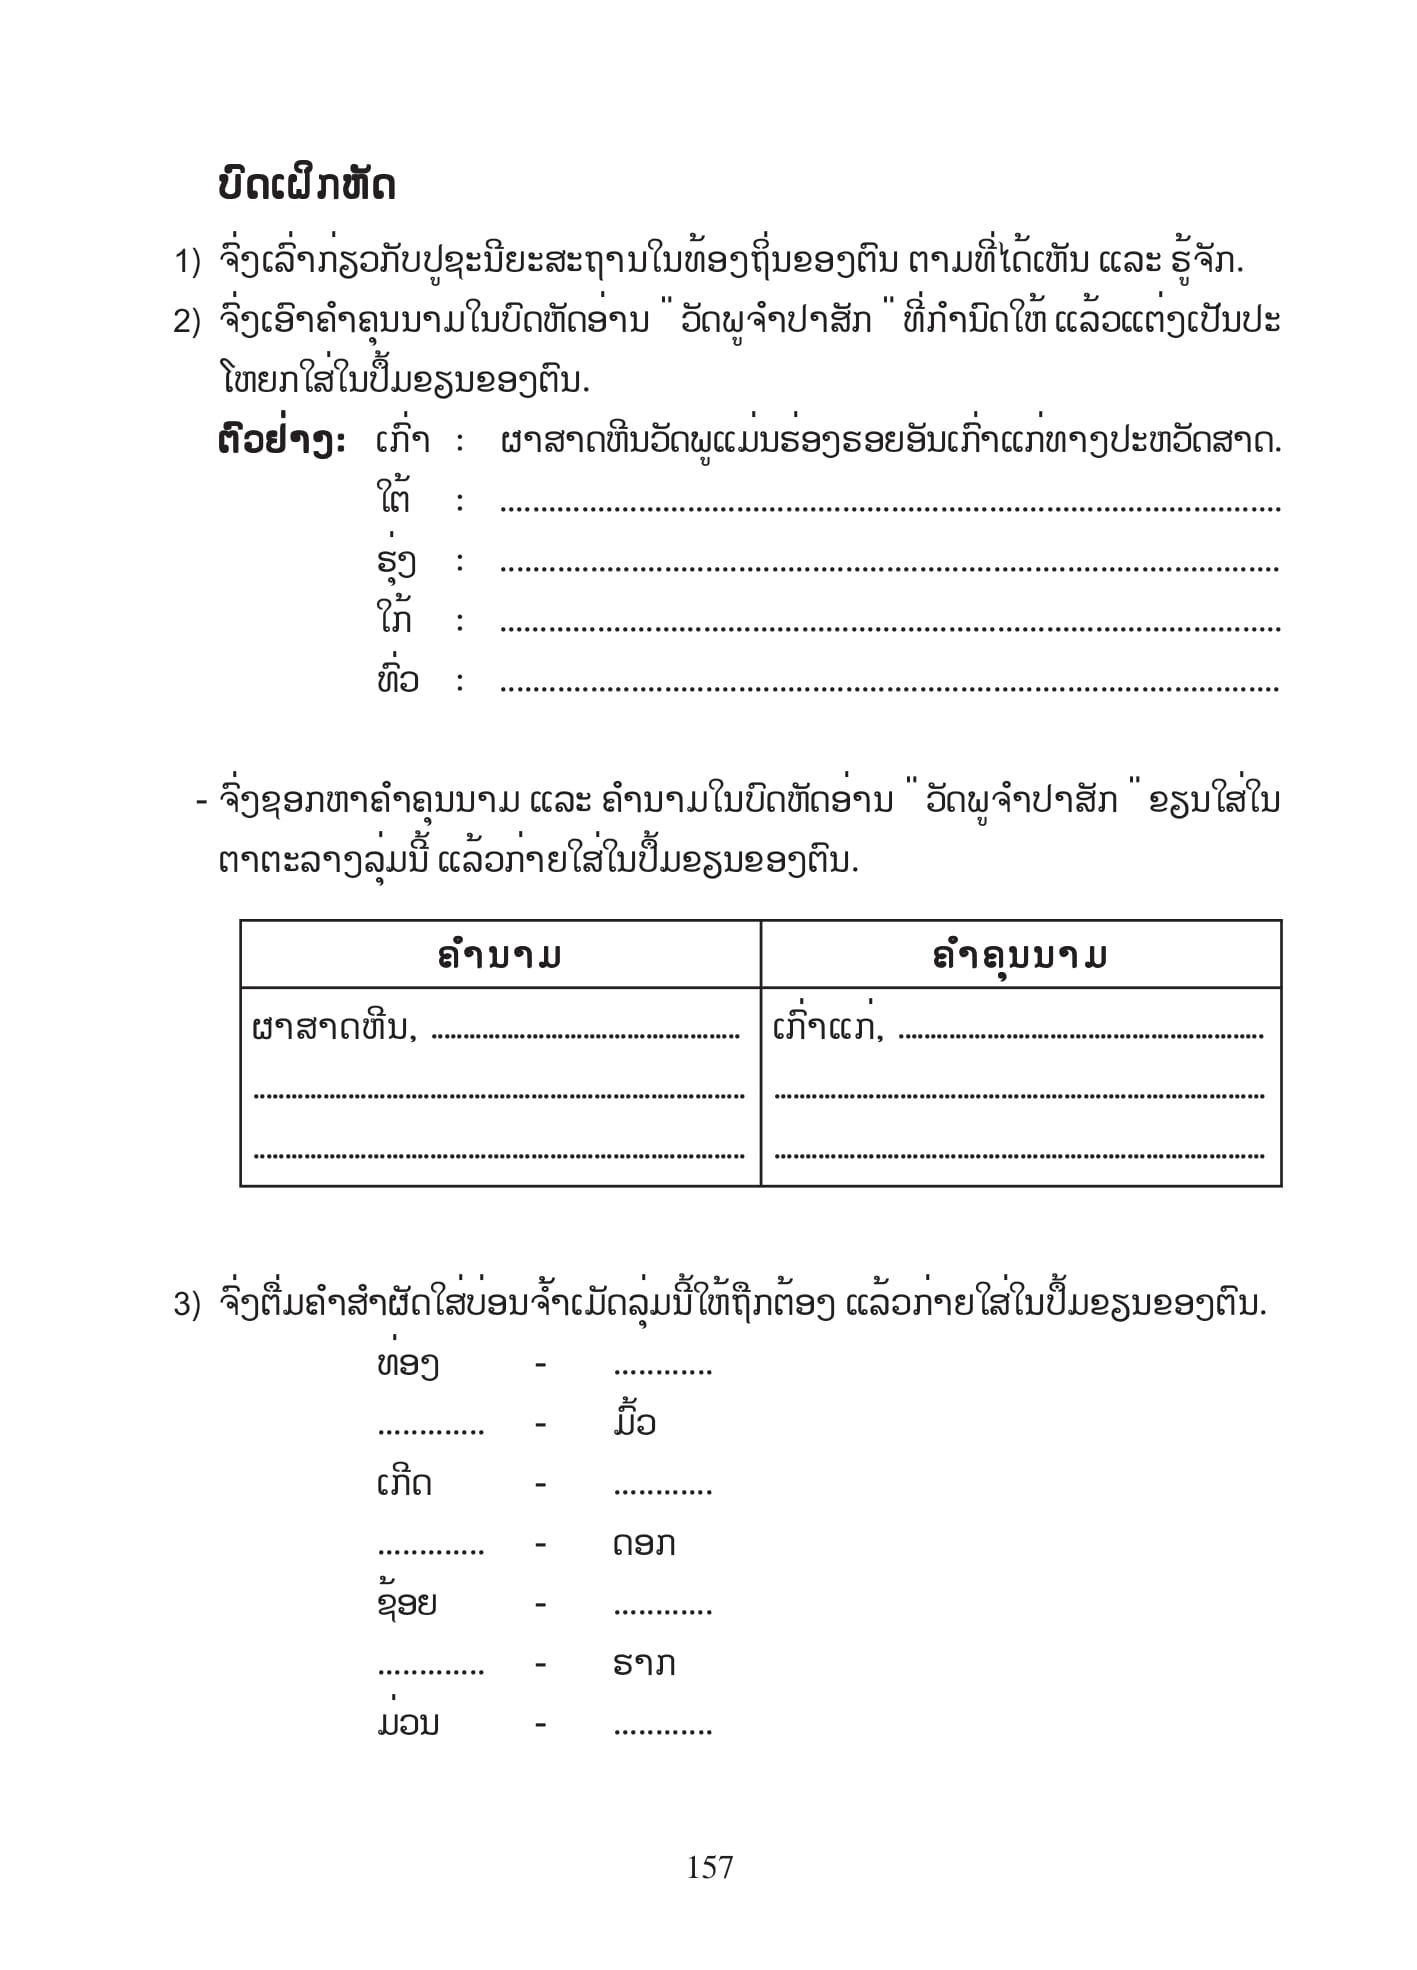 ບົດເຝິກຫັດ
1) ຈົ່ງເລົ່າກ່ຽວກັບປູຊະນີຍະສະຖານໃນທ້ອງຖິ່ນຂອງຕົນ ຕາມທີ່ໄດ້ເຫັນ ແລະ ຮູ້ຈັກ.
2) ຈົ່ງເອົາຄຳຄຸນນາມໃນບົດຫັດອ່ານ " ວັດພູຈຳປາສັກ " ທີ່ກຳນົດໃຫ້ ແລ້ວແຕ່ງເປັນປະ
ໂຫຍກໃສ່ໃນປຶ້ມຂຽນຂອງຕົນ.
ຕົວຢ່າງ: ເກົ່າ : ຜາສາດຫີນວັດພູແມ່ນຮ່ອງຮອຍອັນເກົ່າແກ່ທາງປະຫວັດສາດ.
ໃຕ້ : ................................................................................................
ຮຸ່ງ : ................................................................................................
ໃກ້ : ................................................................................................
ທົ່ວ : ................................................................................................
- ຈົ່ງຊອກຫາຄຳຄຸນນາມ ແລະ ຄຳນາມໃນບົດຫັດອ່ານ " ວັດພູຈຳປາສັກ " ຂຽນໃສ່ໃນ
ຕາຕະລາງລຸ່ມນີ້ ແລ້ວກ່າຍໃສ່ໃນປຶ້ມຂຽນຂອງຕົນ.
ຄຳນາມ ຄຳຄຸນນາມ
ຜາສາດຫີນ, ................................................. ເກົ່າແກ່, ..........................................................
.............................................................................. ..............................................................................
.............................................................................. ..............................................................................
3) ຈົ່ງຕື່ມຄຳສຳຜັດໃສ່ບ່ອນຈ້ຳເມັດລຸ່ມນີ້ໃຫ້ຖືກຕ້ອງ ແລ້ວກ່າຍໃສ່ໃນປຶ້ມຂຽນຂອງຕົນ.
ທ່ອງ - ............
............. - ມົ້ວ
ເກີດ - ............
............. - ດອກ
ຊ້ອຍ - ............
............. - ຮາກ
ມ່ວນ - ............
157